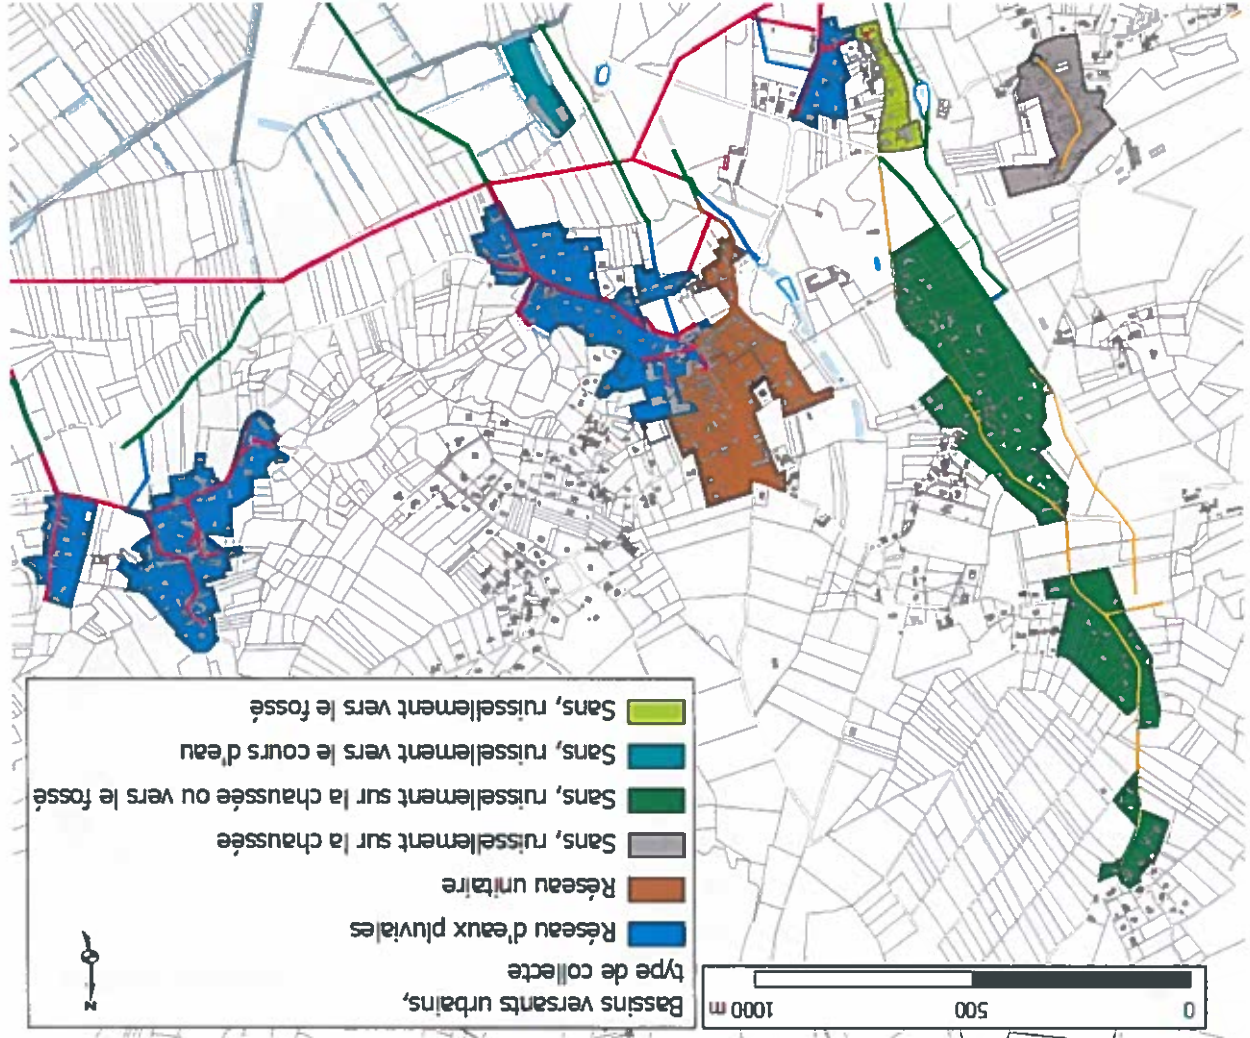 0 500 1000 m
Bassins versants urbains,
type de collecte
Réseau d'eaux pluviales
Réseau unitaire
Sans, ruissellement sur la chaussée
Sans, ruissellement sur la chaussée ou vers le fossé
Sans, ruissellement vers le cours d'eau
Sans, ruissellement vers le fossé
N